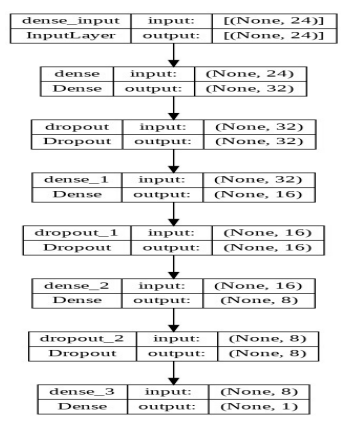 dense_input input: [(None, 24)]
InputLayer output: [(None, 24)]
dense input: (None, 24)
Dense output: (None, 32)
dropout input: (None, 32)
Dropout output: (None, 32)
dense_1 input: (None, 32)
Dense output: (None, 16)
dropout_1 input: (None, 16)
Dropout output: (None, 16)
dense_2 input: (None, 16)
Dense output: (None, 8)
dropout_2 input: (None, 8)
Dropout output: (None, 8)
dense_3 input: (None, 8)
Dense output: (None, 1)